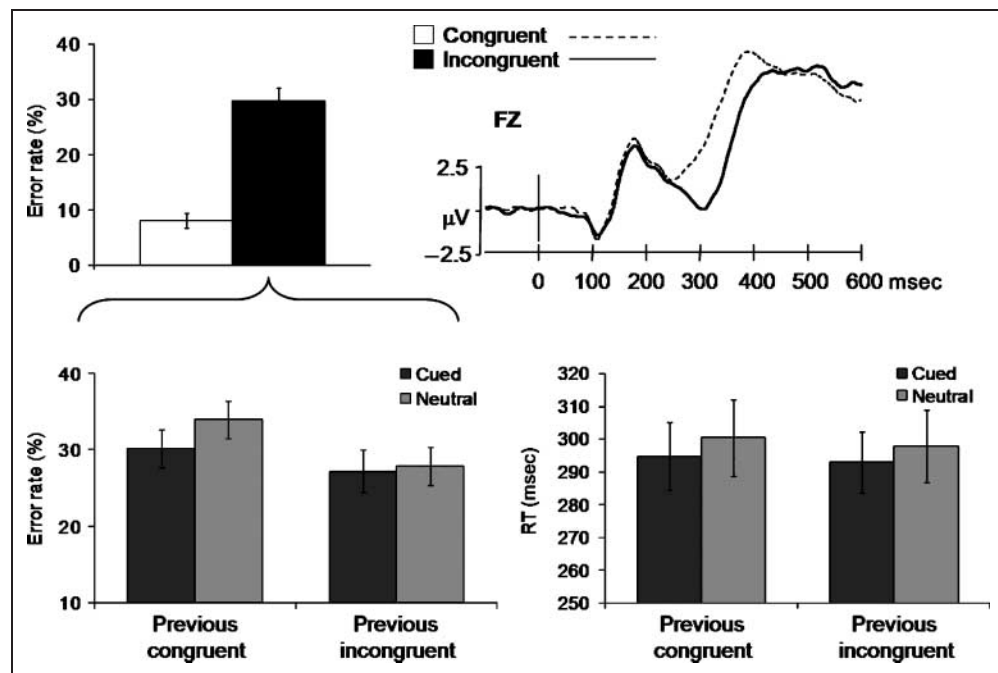 40
30
20
10
0
Error rate (%)
Congruent
Incongruent
FZ
2.5
µV
−2.5
0 100 200 300 400 500 600 msec
40
30
20
10
Error rate (%)
Cued
Neutral
Previous congruent
Previous incongruent
320
310
300
290
280
270
260
250
RT (msec)
Cued
Neutral
Previous congruent
Previous incongruent